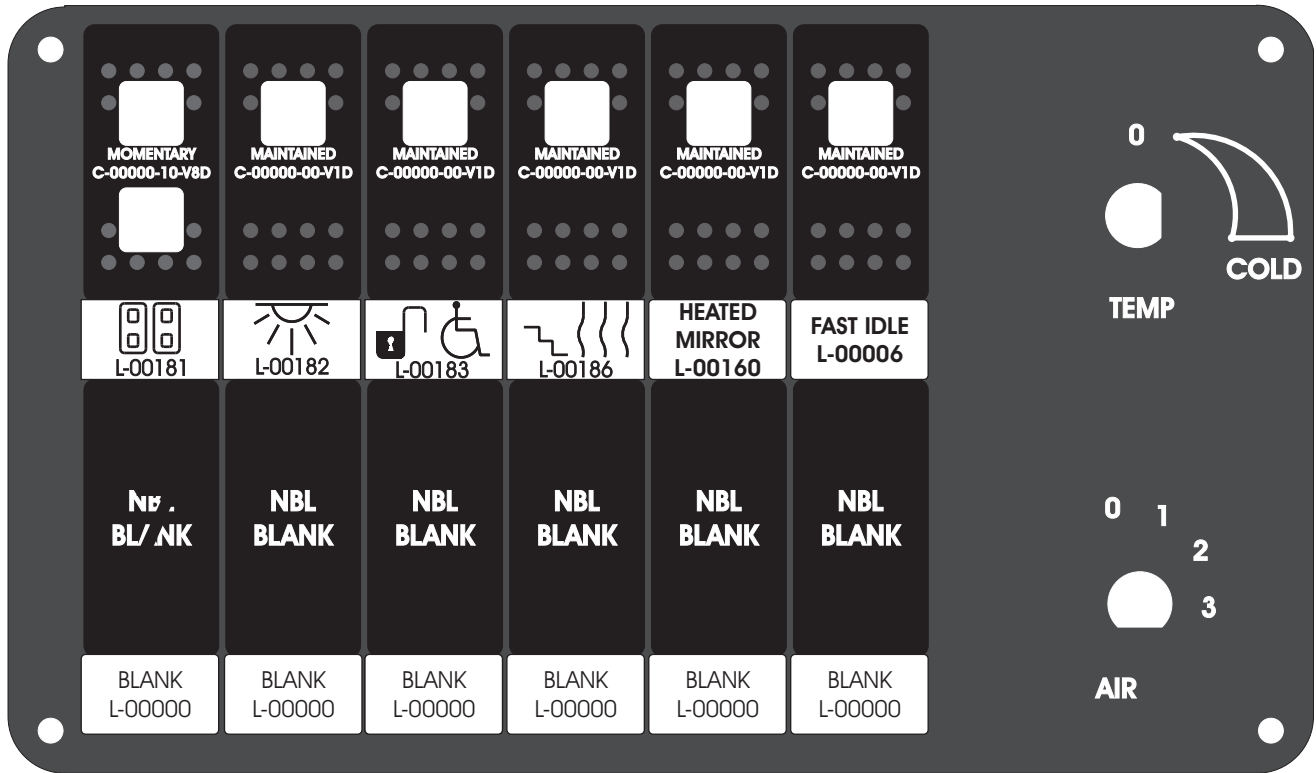 MOMENTARY
C-00000-10-V8D
MAINTAINED
C-00000-00-V1D
MAINTAINED
C-00000-00-V1D
MAINTAINED
C-00000-00-V1D
MAINTAINED
C-00000-00-V1D
MAINTAINED
C-00000-00-V1D
0
COLD
TEMP
L-00181
L-00182
L-00183
L-00186
HEATED
MIRROR
L-00160
FAST IDLE
L-00006
NBL
BLANK
NBL
BLANK
NBL
BLANK
NBL
BLANK
NBL
BLANK
NBL
BLANK
0
1
2
3
AIR
BLANK
L-00000
BLANK
L-00000
BLANK
L-00000
BLANK
L-00000
BLANK
L-00000
BLANK
L-00000